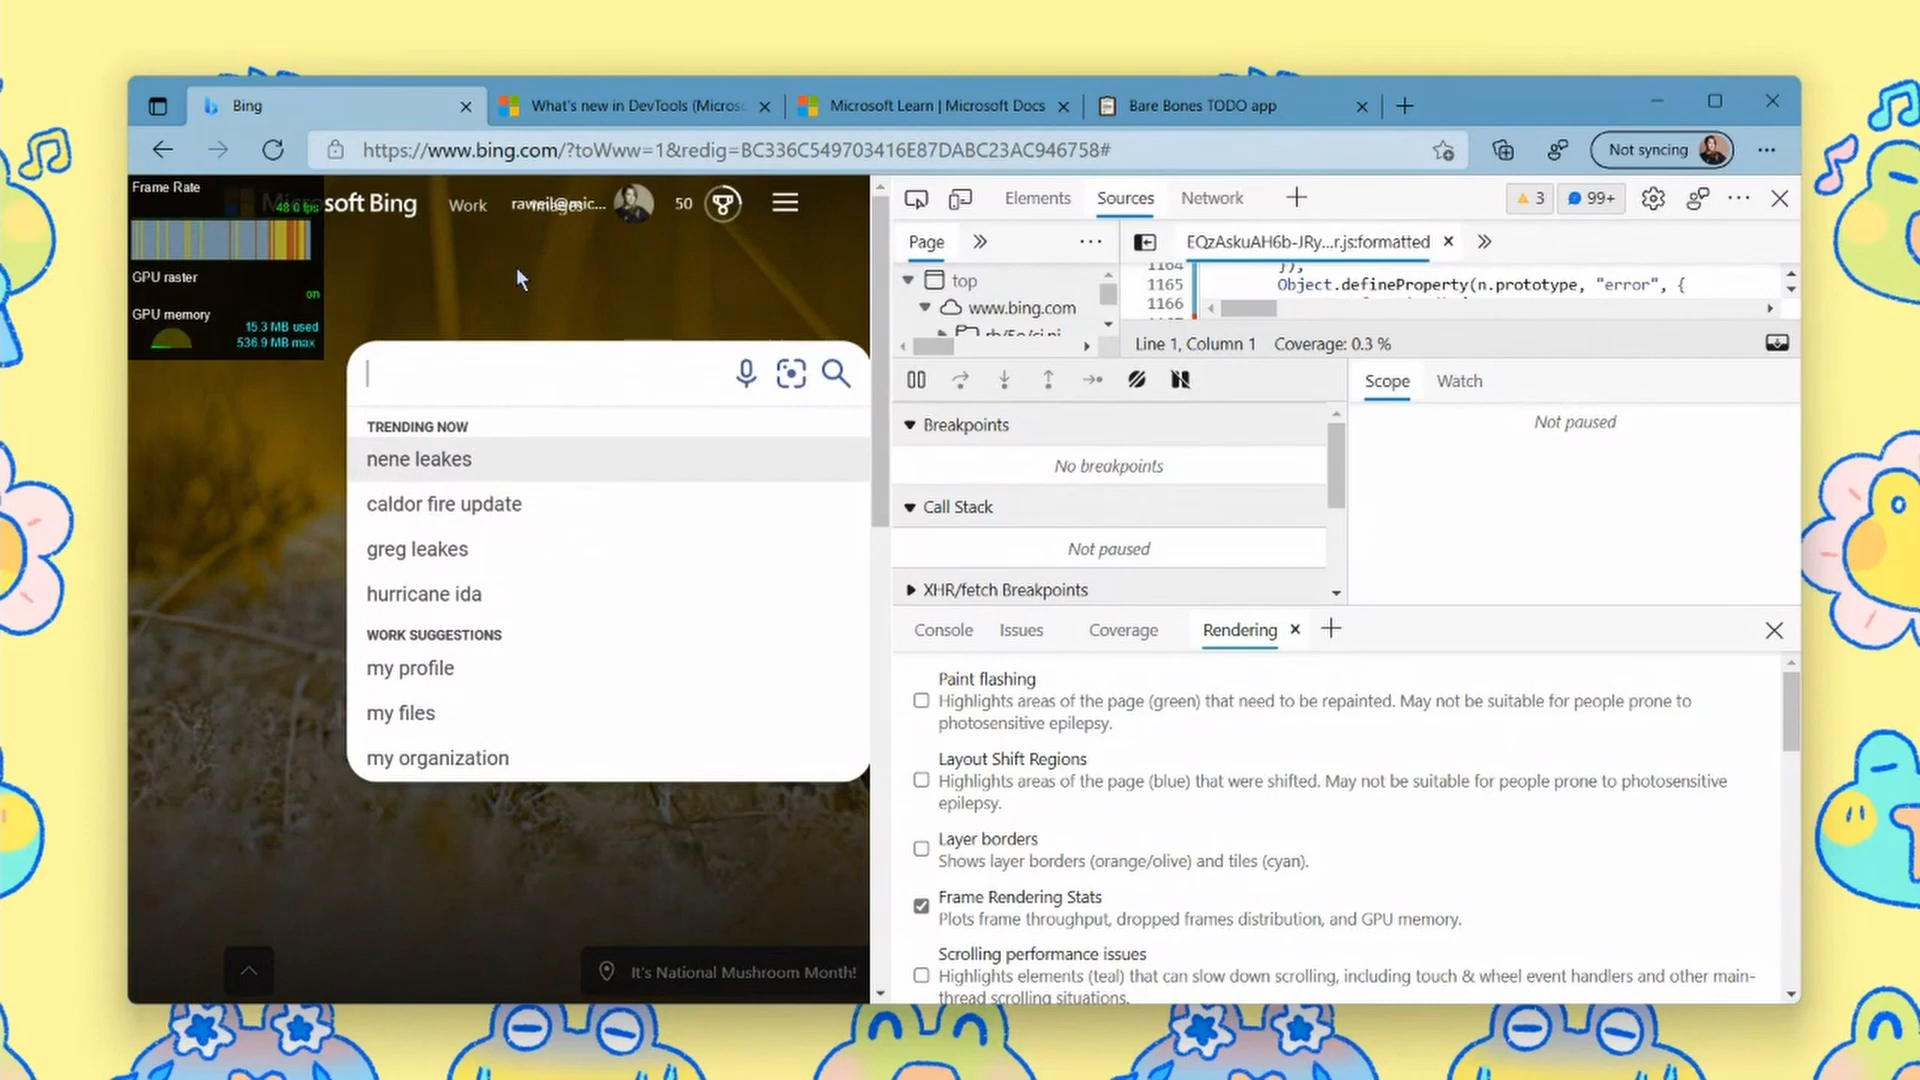 Bing
What's new in DevTools (Micros
Microsoft Learn | Microsoft Docs
Bare Bones TODO app
https://www.bing.com/?toWww=1&redig=BC336C549703416E87DABC23AC946758#
Not syncing
Frame Rate
48.0 fps
GPU raster
on
GPU memory
15.3 MB used
536.9 MB max
Microsoft Bing
Work
Images
raweil@mic...
50
TRENDING NOW
nene leakes
caldor fire update
greg leakes
hurricane ida
WORK SUGGESTIONS
my profile
my files
my organization
It's National Mushroom Month!
Elements
Sources
Network
3
99+
Page
EQzAskuAH6b-JRy...r.js:formatted
top
www.bing.com
1164 });
1165 Object.defineProperty(n.prototype, "error", {
1166
Line 1, Column 1 Coverage: 0.3 %
Scope
Watch
Not paused
Breakpoints
No breakpoints
Call Stack
Not paused
XHR/fetch Breakpoints
Console
Issues
Coverage
Rendering
Paint flashing
Highlights areas of the page (green) that need to be repainted. May not be suitable for people prone to
photosensitive epilepsy.
Layout Shift Regions
Highlights areas of the page (blue) that were shifted. May not be suitable for people prone to photosensitive
epilepsy.
Layer borders
Shows layer borders (orange/olive) and tiles (cyan).
Frame Rendering Stats
Plots frame throughput, dropped frames distribution, and GPU memory.
Scrolling performance issues
Highlights elements (teal) that can slow down scrolling, including touch & wheel event handlers and other main-
thread scrolling situations.